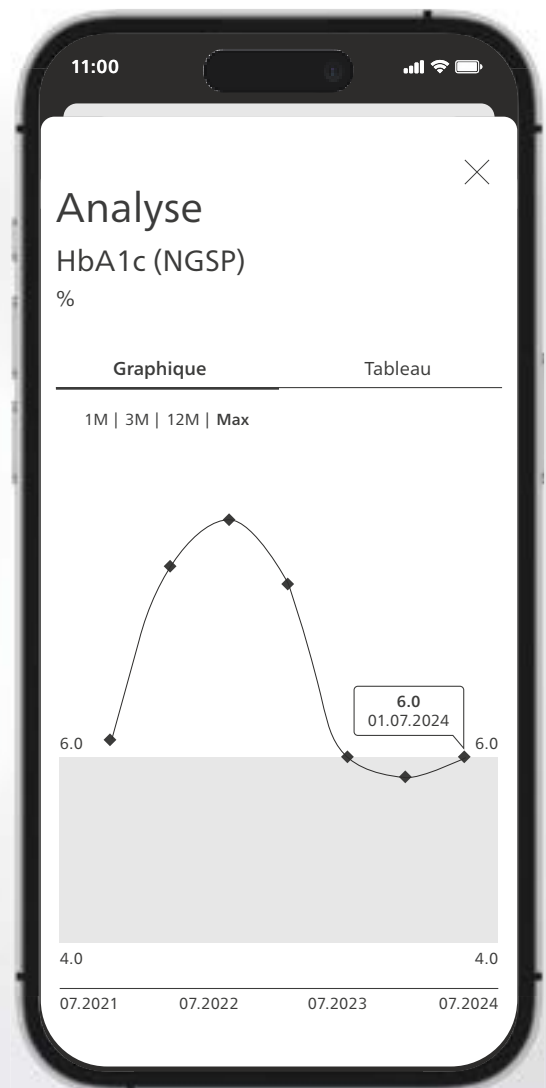 11:00
Analyse
HbA1c (NGSP)
%
Graphique Tableau
1M | 3M | 12M | Max
6.0
01.07.2024
6.0 6.0
4.0 4.0
07.2021 07.2022 07.2023 07.2024